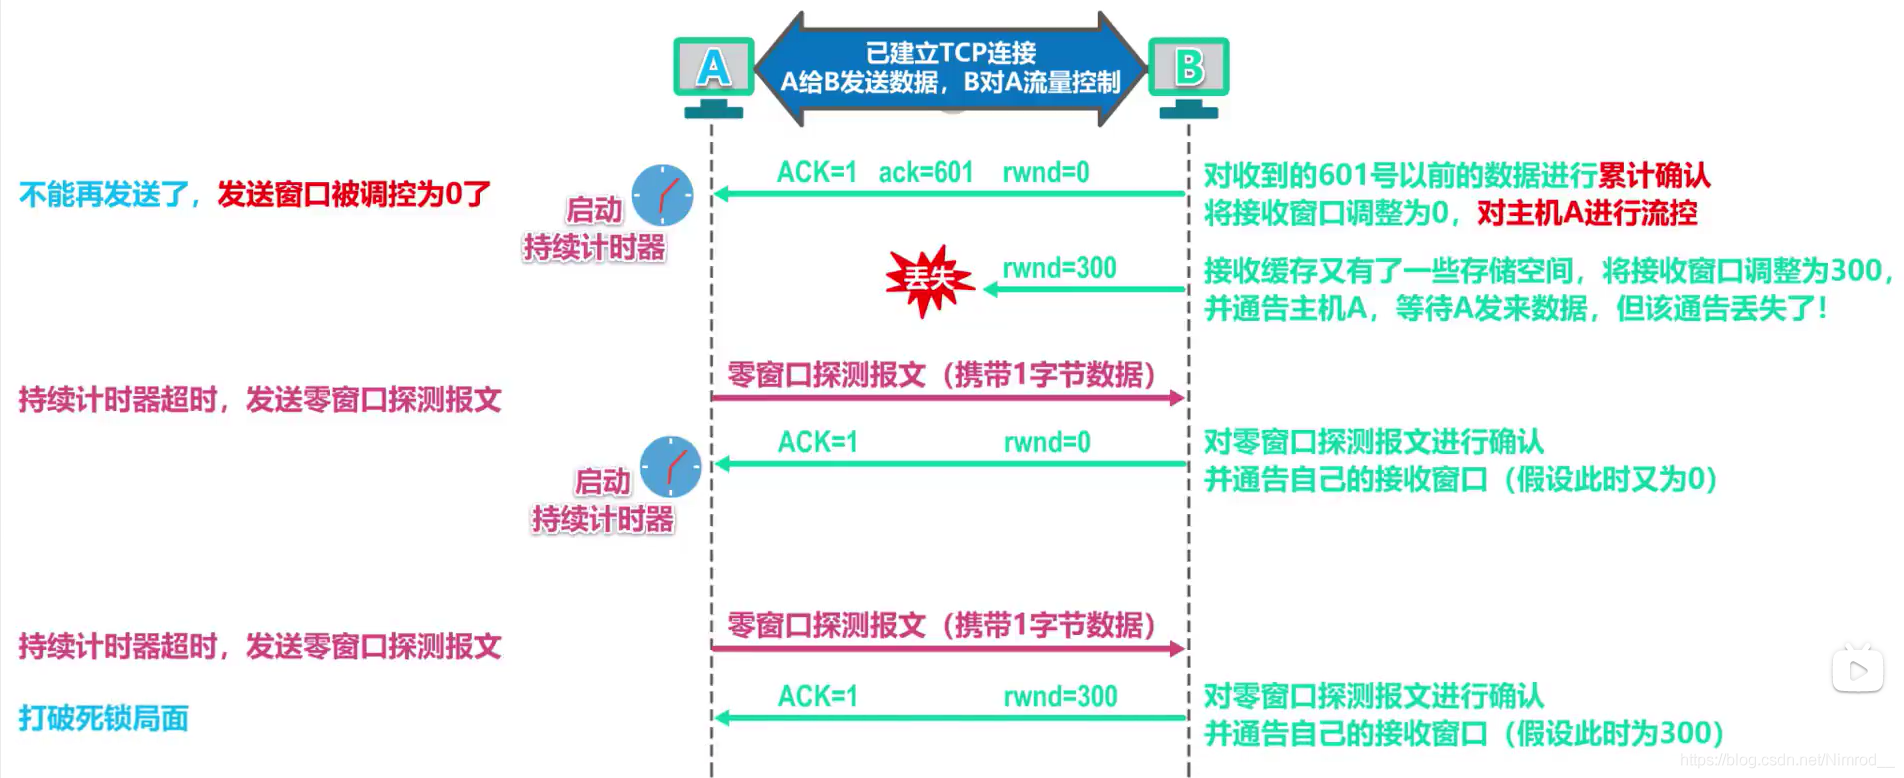 A
已建立TCP连接
A给B发送数据，B对A流量控制
B
ACK=1 ack=601 rwnd=0
对收到的601号以前的数据进行累计确认
将接收窗口调整为0，对主机A进行流控
不能再发送了，发送窗口被调控为0了
启动
持续计时器
丢失
rwnd=300
接收缓存又有了一些存储空间，将接收窗口调整为300，
并通告主机A，等待A发来数据，但该通告丢失了！
持续计时器超时，发送零窗口探测报文
零窗口探测报文（携带1字节数据）
ACK=1 rwnd=0
对零窗口探测报文进行确认
并通告自己的接收窗口（假设此时又为0）
启动
持续计时器
持续计时器超时，发送零窗口探测报文
零窗口探测报文（携带1字节数据）
打破死锁局面
ACK=1 rwnd=300
对零窗口探测报文进行确认
并通告自己的接收窗口（假设此时为300）
https://blog.csdn.net/Nimrod__